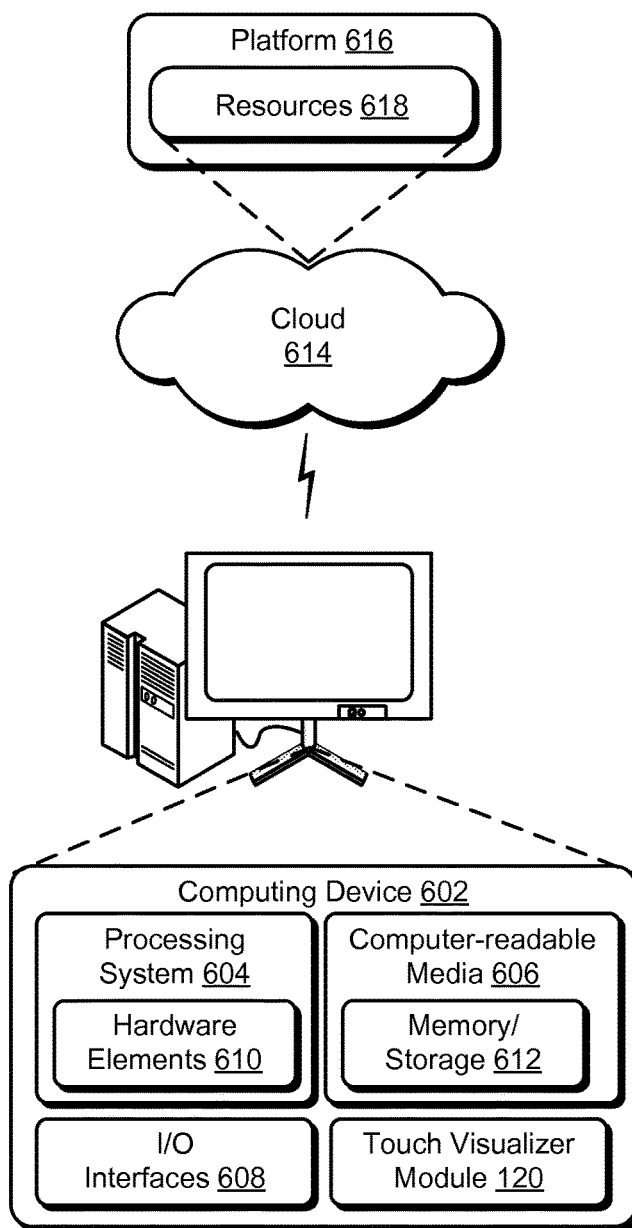 Platform 616
Resources 618
Cloud
614
Computing Device 602
Processing
System 604
Hardware
Elements 610
Computer-readable
Media 606
Memory/
Storage 612
I/O
Interfaces 608
Touch Visualizer
Module 120